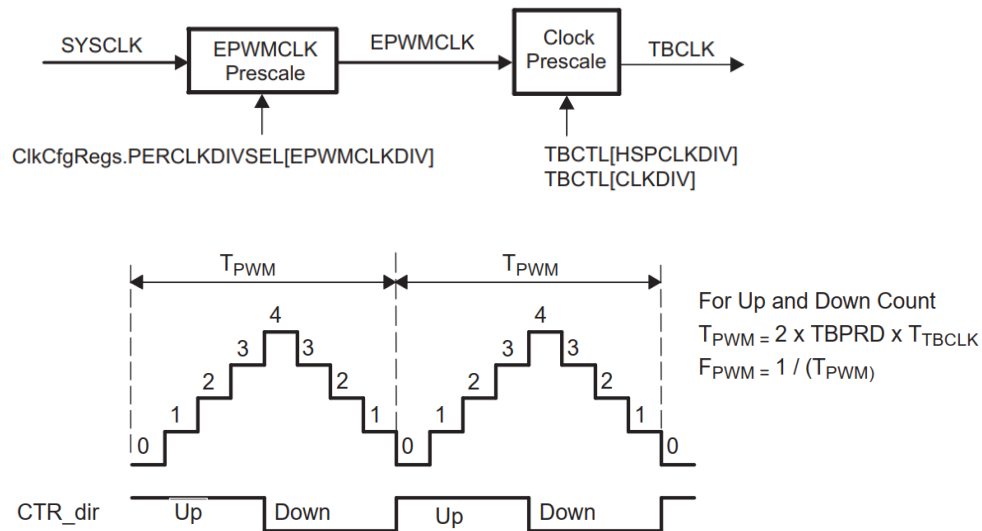 SYSCLK
EPWMCLK
Prescale
EPWMCLK
Clock
Prescale
TBCLK
ClkCfgRegs.PERCLKDIVSEL[EPWMCLKDIV]
TBCTL[HSPCLKDIV]
TBCTL[CLKDIV]
TPWM
TPWM
4
4
3
3
3
3
2
2
2
2
1
1
1
1
0
0
0
For Up and Down Count
TPWM = 2 x TBPRD x TTBCLK
FPWM = 1 / (TPWM)
CTR_dir
Up
Down
Up
Down